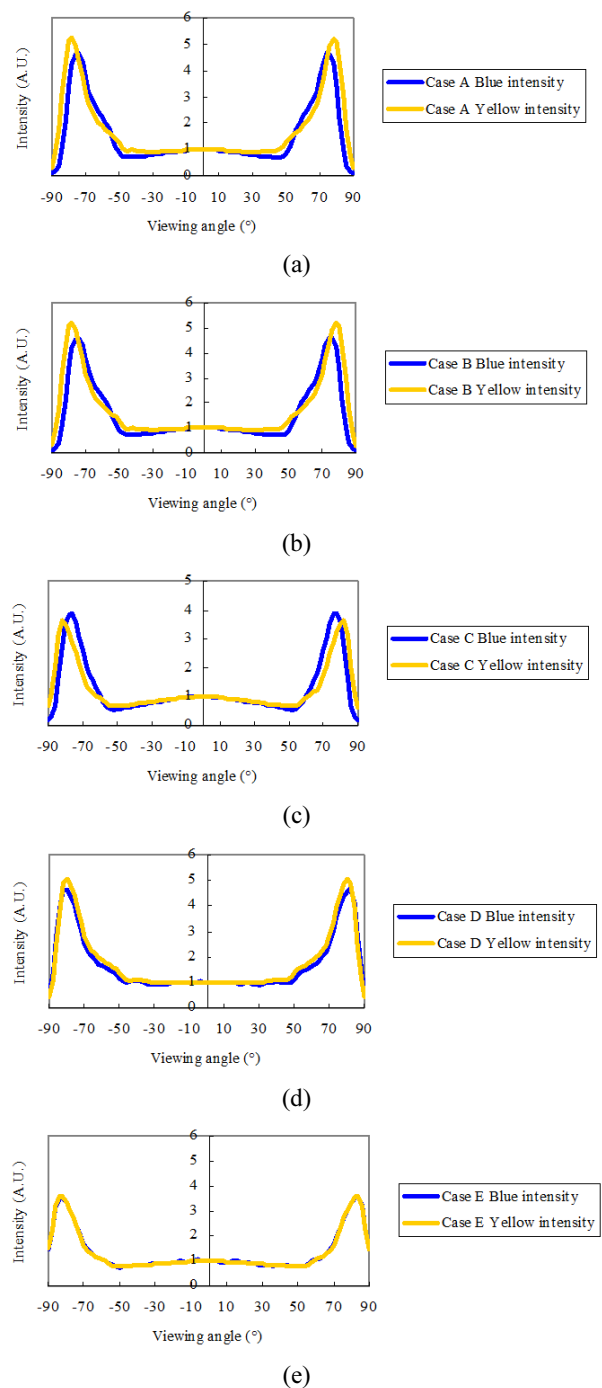 6
5
4
3
2
1
0
Intensity (A.U.)
-90 -70 -50 -30 -10 10 30 50 70 90
Viewing angle (°)
Case A Blue intensity
Case A Yellow intensity
(a)
6
5
4
3
2
1
0
Intensity (A.U.)
-90 -70 -50 -30 -10 10 30 50 70 90
Viewing angle (°)
Case B Blue intensity
Case B Yellow intensity
(b)
5
4
3
2
1
0
Intensity (A.U.)
-90 -70 -50 -30 -10 10 30 50 70 90
Viewing angle (°)
Case C Blue intensity
Case C Yellow intensity
(c)
6
5
4
3
2
1
0
Intensity (A.U.)
-90 -70 -50 -30 -10 10 30 50 70 90
Viewing angle (°)
Case D Blue intensity
Case D Yellow intensity
(d)
6
5
4
3
2
1
0
Intensity (A.U.)
-90 -70 -50 -30 -10 10 30 50 70 90
Viewing angle (°)
Case E Blue intensity
Case E Yellow intensity
(e)